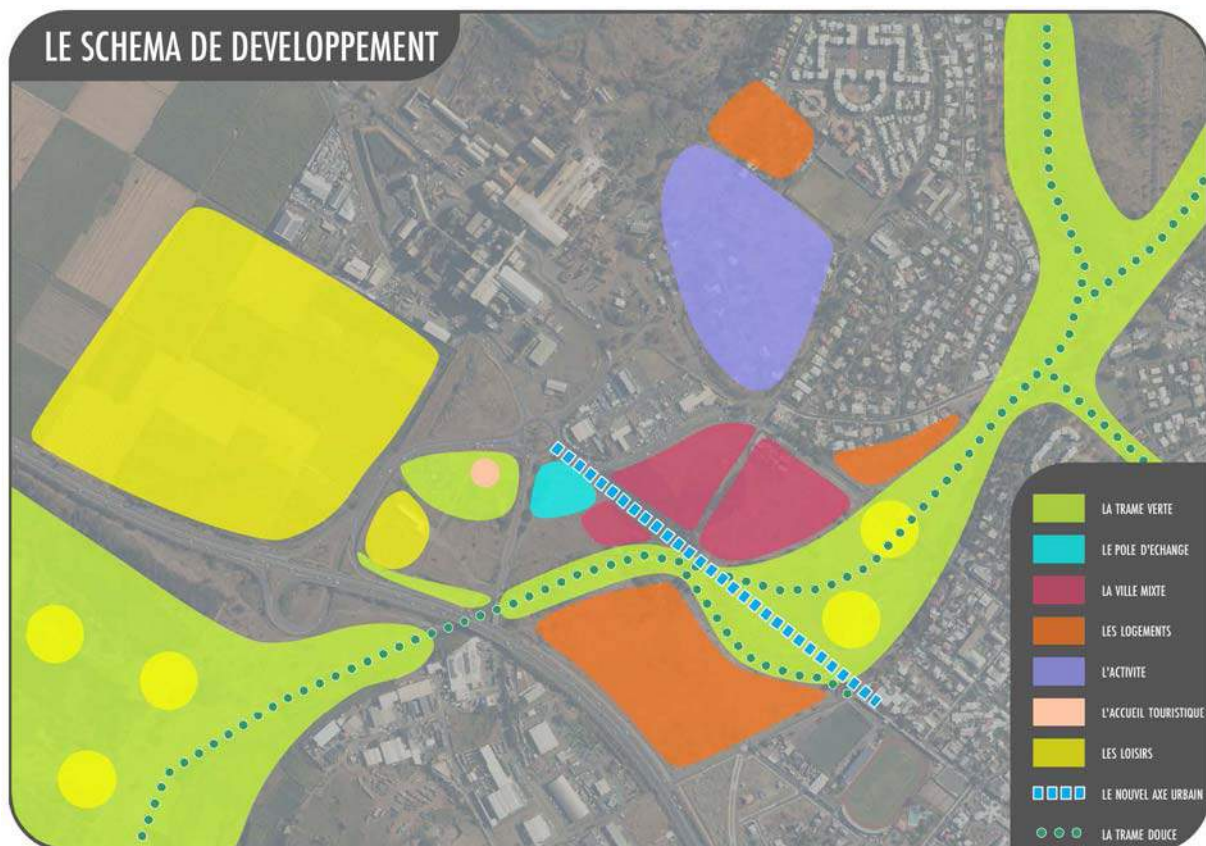 LE SCHEMA DE DEVELOPPEMENT
LA TRAME VERTE
LE POLE D'ECHANGE
LA VILLE MIXTE
LES LOGEMENTS
L'ACTIVITE
L'ACCUEIL TOURISTIQUE
LES LOISIRS
LE NOUVEL AXE URBAIN
LA TRAME DOUCE